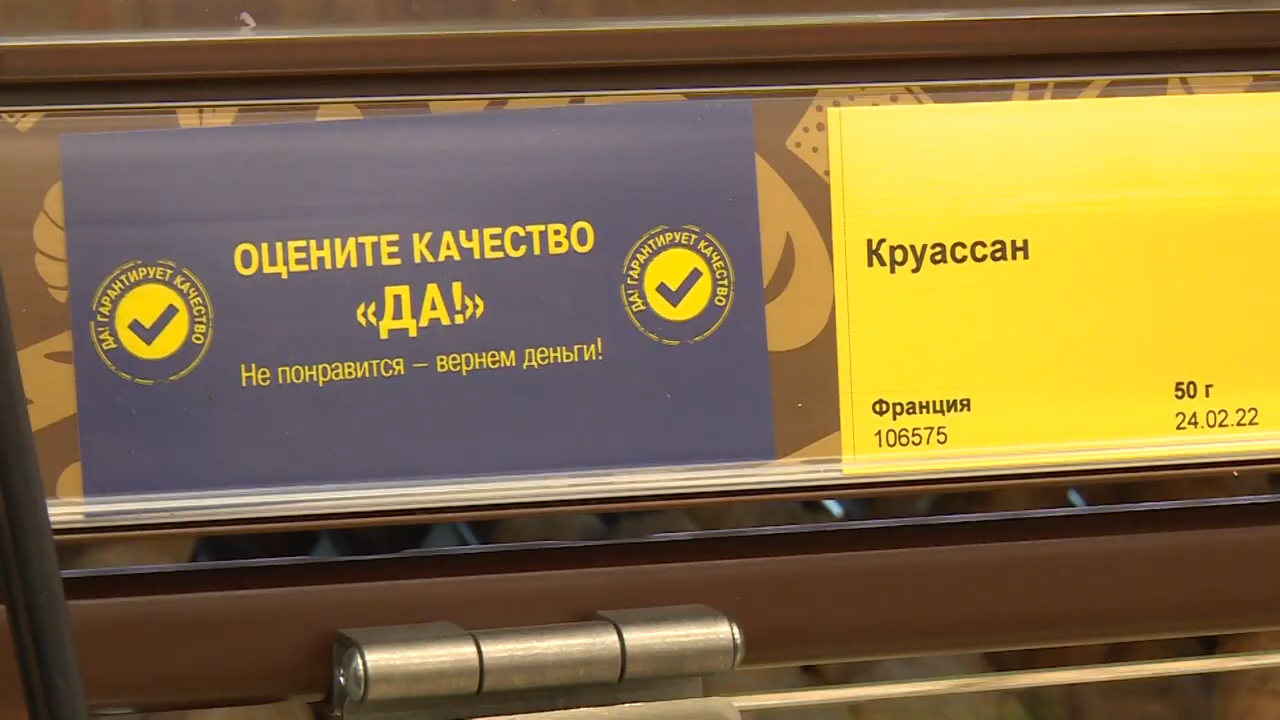 ОЦЕНИТЕ КАЧЕСТВО
«ДА!»
Не понравится – вернем деньги!
ДА! ГАРАНТИРУЕТ КАЧЕСТВО
ДА! ГАРАНТИРУЕТ КАЧЕСТВО
Круассан
Франция
106575
50 г
24.02.22